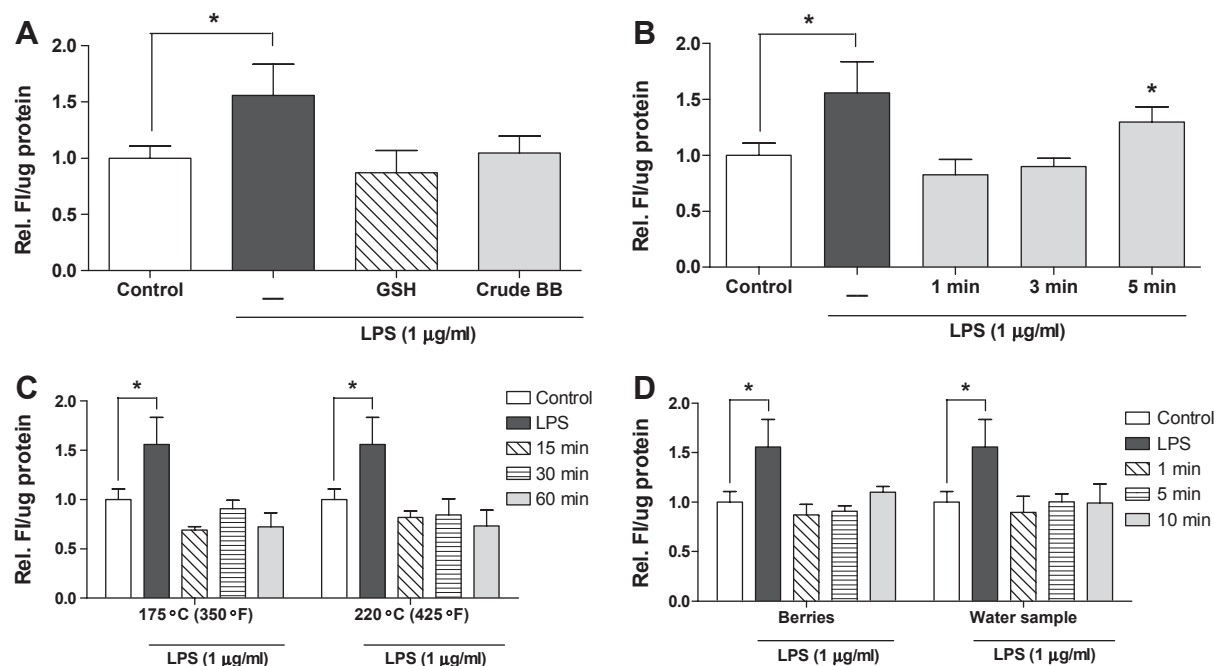 A
*
2.0
1.5
1.0
0.5
0.0
Rel. FI/ug protein
Control
—
GSH
Crude BB
LPS (1 µg/ml)
B
*
*
2.0
1.5
1.0
0.5
0.0
Rel. FI/ug protein
Control
—
1 min
3 min
5 min
LPS (1 µg/ml)
C
*
*
2.0
1.5
1.0
0.5
0.0
Rel. FI/ug protein
Control
LPS
15 min
30 min
60 min
175 °C (350 °F)
220 °C (425 °F)
LPS (1 µg/ml)
LPS (1 µg/ml)
D
*
*
2.0
1.5
1.0
0.5
0.0
Rel. FI/ug protein
Control
LPS
1 min
5 min
10 min
Berries
Water sample
LPS (1 µg/ml)
LPS (1 µg/ml)